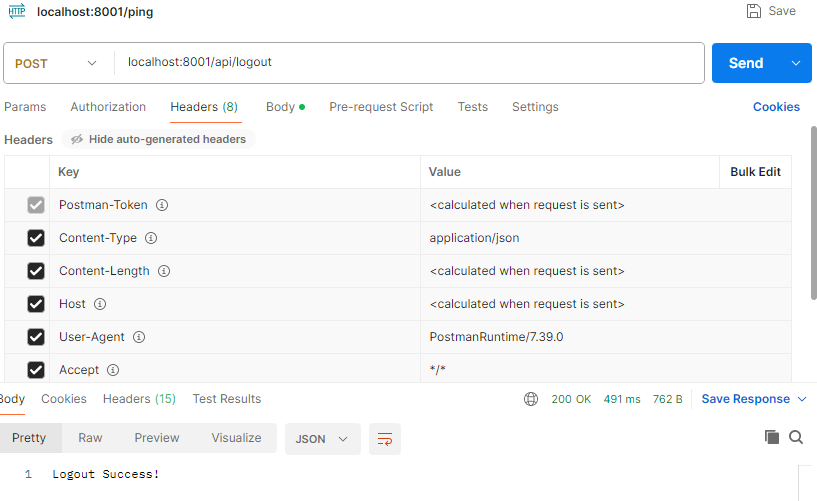 HTTP localhost:8001/ping Save
POST localhost:8001/api/logout Send
Params Authorization Headers (8) Body Pre-request Script Tests Settings Cookies
Headers Hide auto-generated headers
Key Value Bulk Edit
Postman-Token <calculated when request is sent>
Content-Type application/json
Content-Length <calculated when request is sent>
Host <calculated when request is sent>
User-Agent PostmanRuntime/7.39.0
Accept */*
Body Cookies Headers (15) Test Results 200 OK 491 ms 762 B Save Response
Pretty Raw Preview Visualize JSON
1 Logout Success!